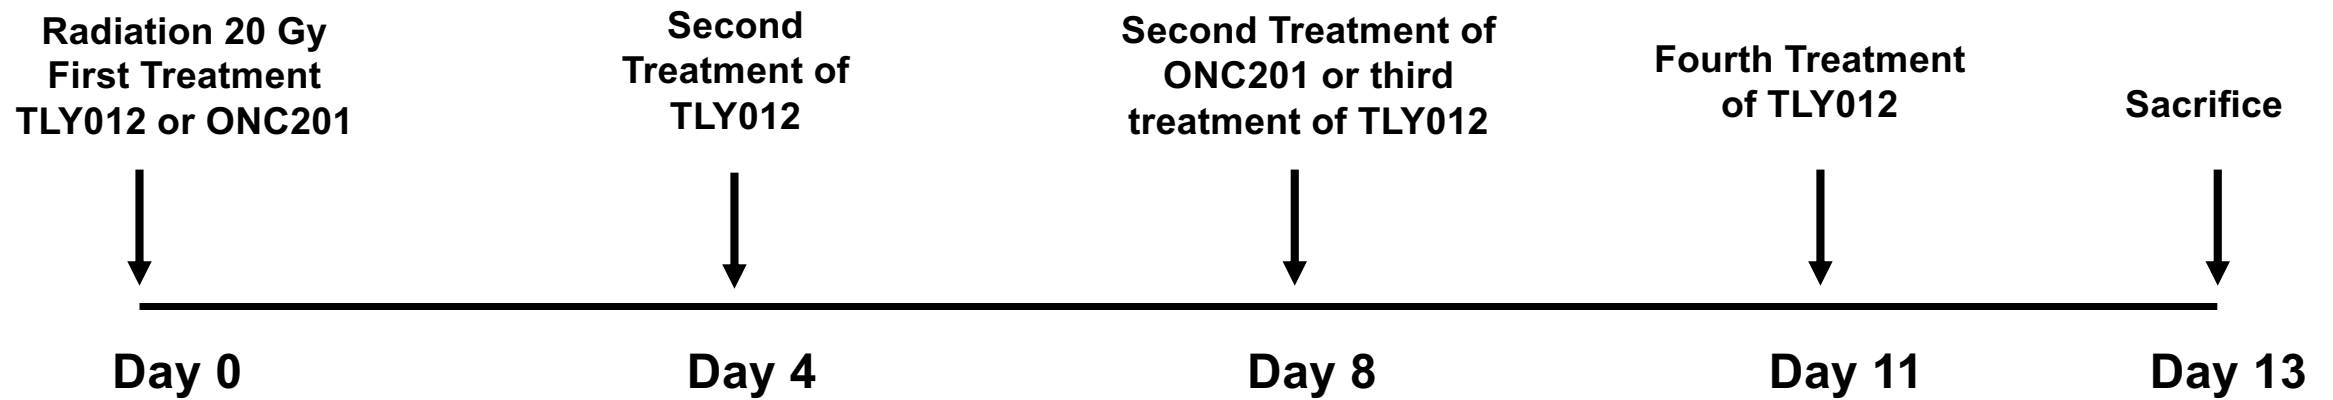 Radiation 20 Gy
First Treatment
TLY012 or ONC201
Second
Treatment of
TLY012
Second Treatment of
ONC201 or third
treatment of TLY012
Fourth Treatment
of TLY012
Sacrifice
Day 0
Day 4
Day 8
Day 11
Day 13